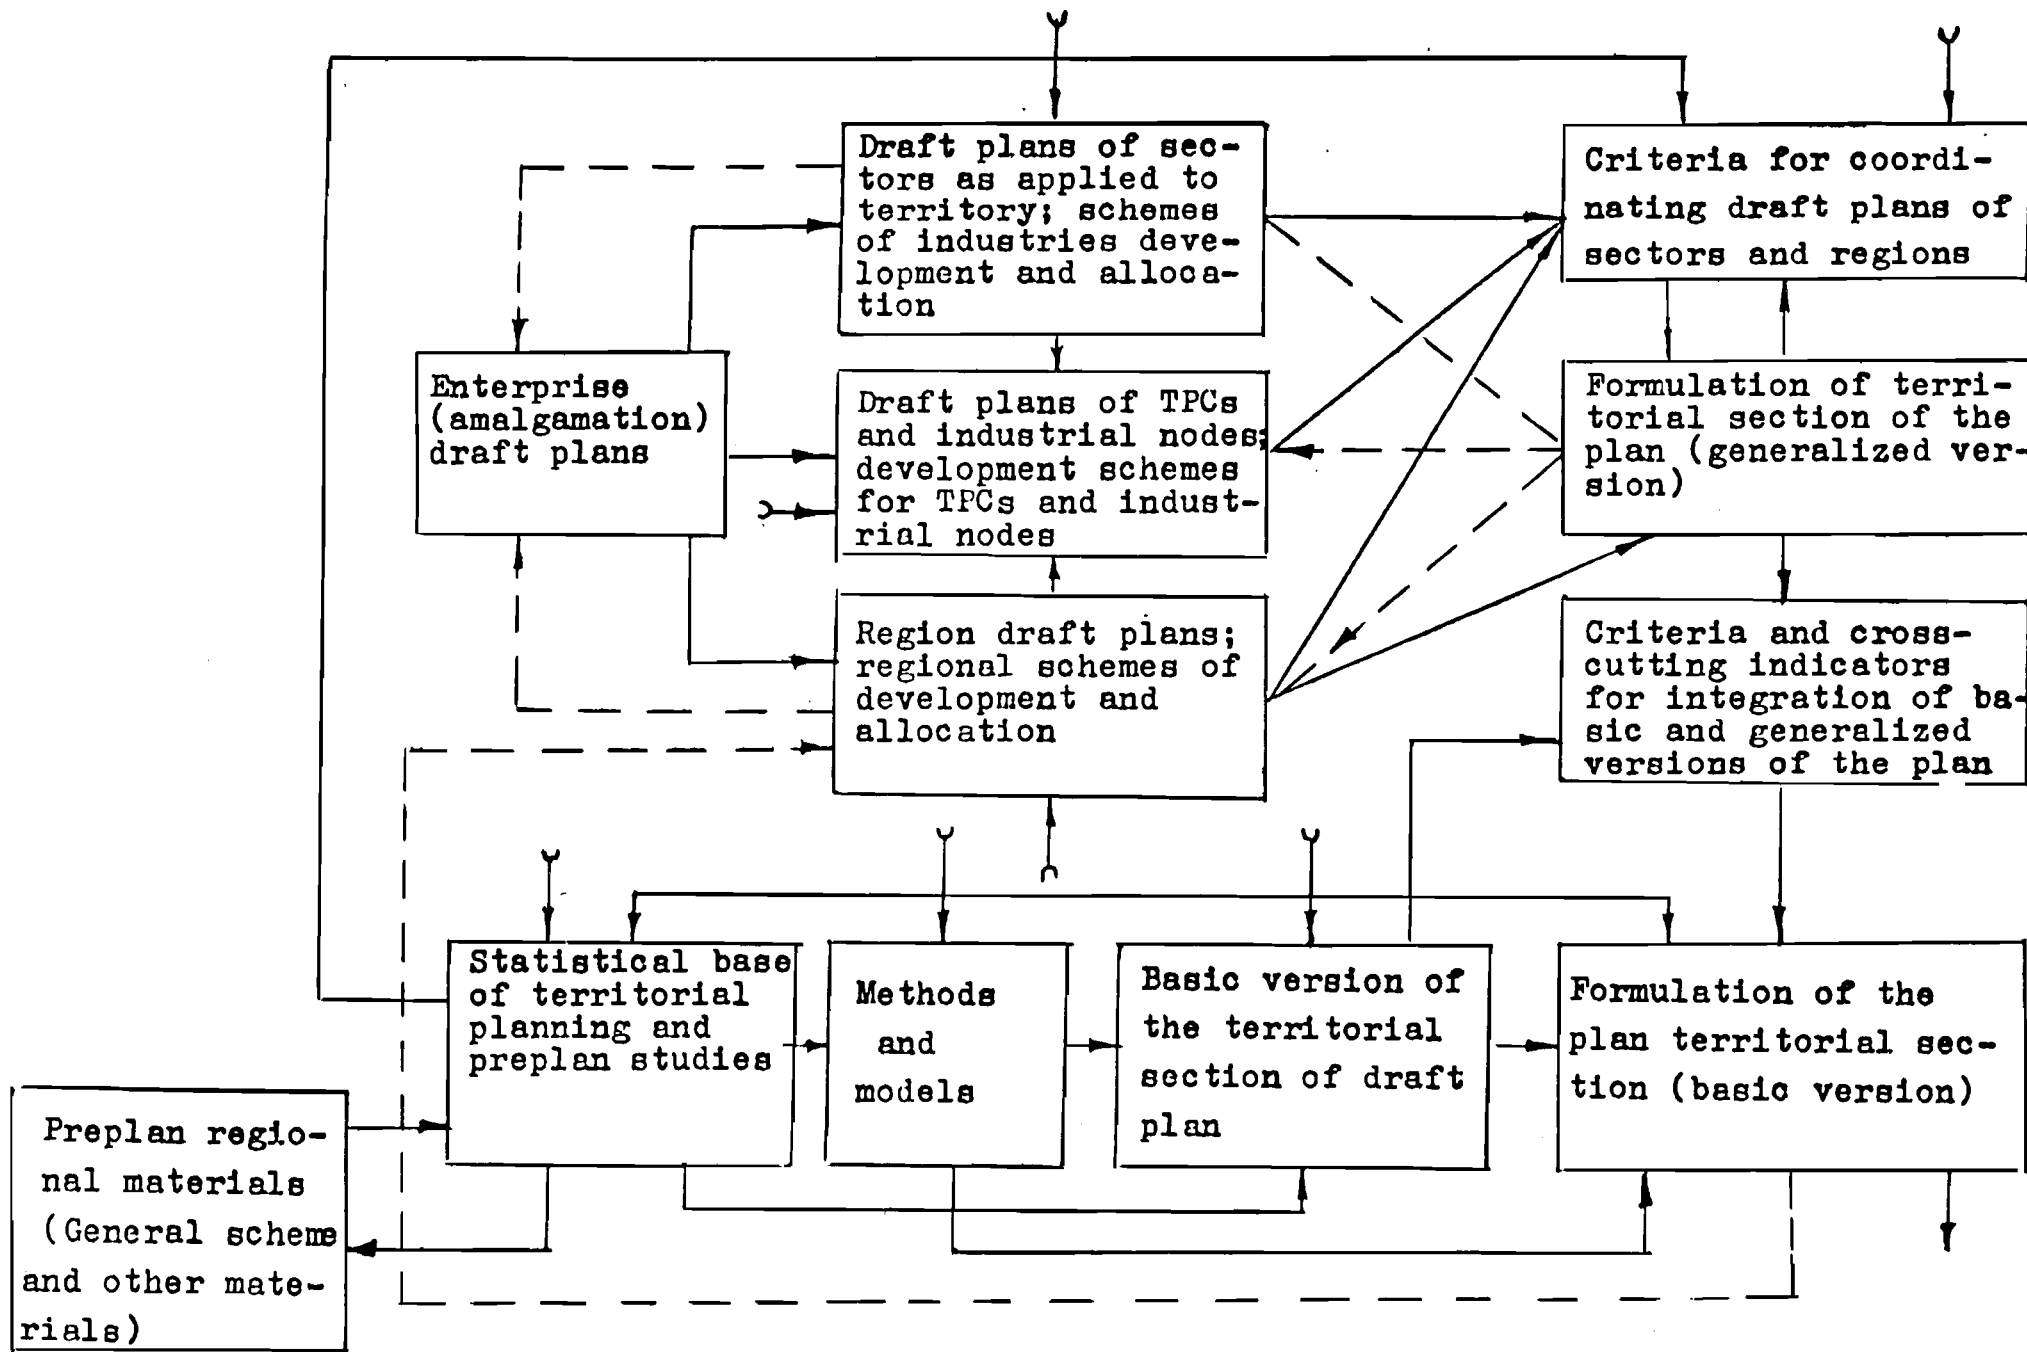 Draft plans of sec-
tors as applied to
territory; schemes
of industries deve-
lopment and alloca-
tion
Criteria for coordi-
nating draft plans of
sectors and regions
Enterprise
(amalgamation)
draft plans
Draft plans of TPCs
and industrial nodes;
development schemes
for TPCs and indust-
rial nodes
Formulation of terri-
torial section of the
plan (generalized ver-
sion)
Region draft plans;
regional schemes of
development and
allocation
Criteria and cross-
cutting indicators
for integration of ba-
sic and generalized
versions of the plan
Statistical base
of territorial
planning and
preplan studies
Methods
and
models
Basic version of
the territorial
section of draft
plan
Formulation of the
plan territorial sec-
tion (basic version)
Preplan regio-
nal materials
(General scheme
and other mate-
rials)